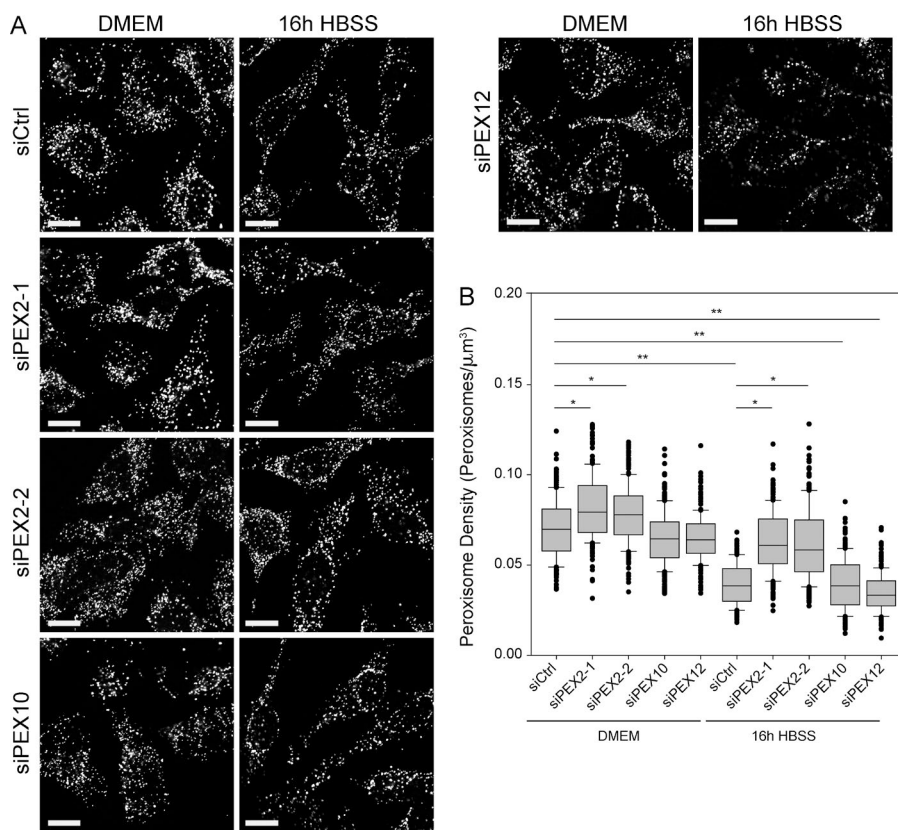 A
DMEM
16h HBSS
siCtrl
siPEX2-1
siPEX2-2
siPEX10
DMEM
16h HBSS
siPEX12
B
Peroxisome Density (Peroxisomes/μm³)
0.20
0.15
0.10
0.05
0.00
**
**
**
* *
* *
siCtrl siPEX2-1 siPEX2-2 siPEX10 siPEX12 siCtrl siPEX2-1 siPEX2-2 siPEX10 siPEX12
DMEM 16h HBSS